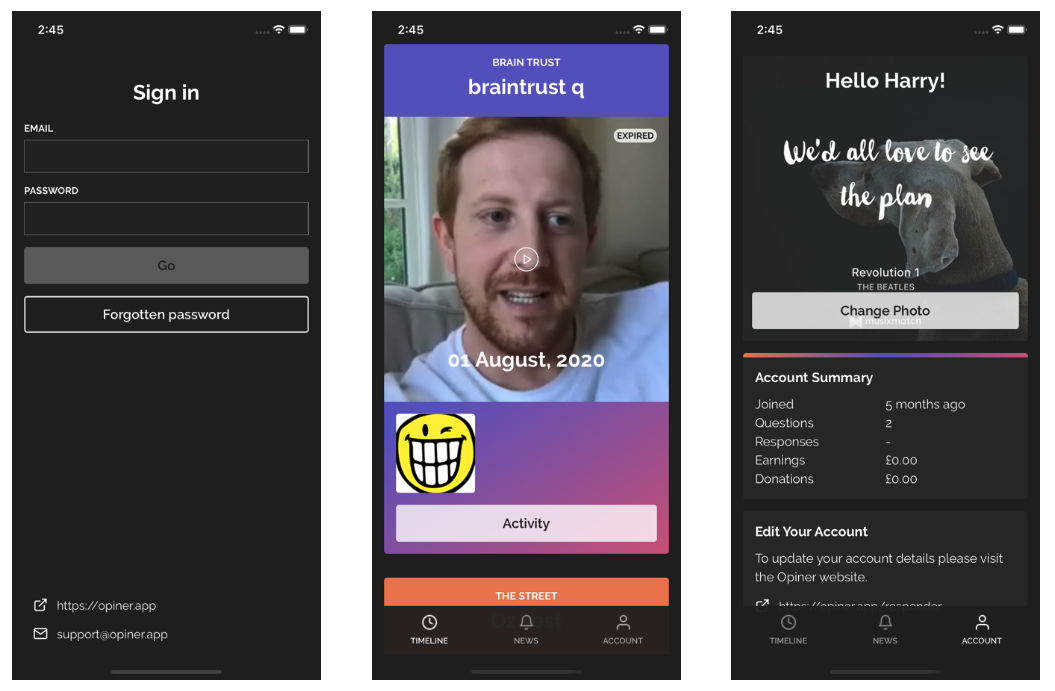 2:45
Sign in
EMAIL
PASSWORD
Go
Forgotten password
https://opiner.app
support@opiner.app
2:45
BRAIN TRUST
braintrust q
EXPIRED
01 August, 2020
Activity
THE STREET
TIMELINE
NEWS
ACCOUNT
2:45
Hello Harry!
We'd all love to see
the plan
Revolution 1
THE BEATLES
Change Photo
musixmatch
Account Summary
Joined 5 months ago
Questions 2
Responses -
Earnings £0.00
Donations £0.00
Edit Your Account
To update your account details please visit
the Opiner website.
https://opiner.app/responder
TIMELINE
NEWS
ACCOUNT